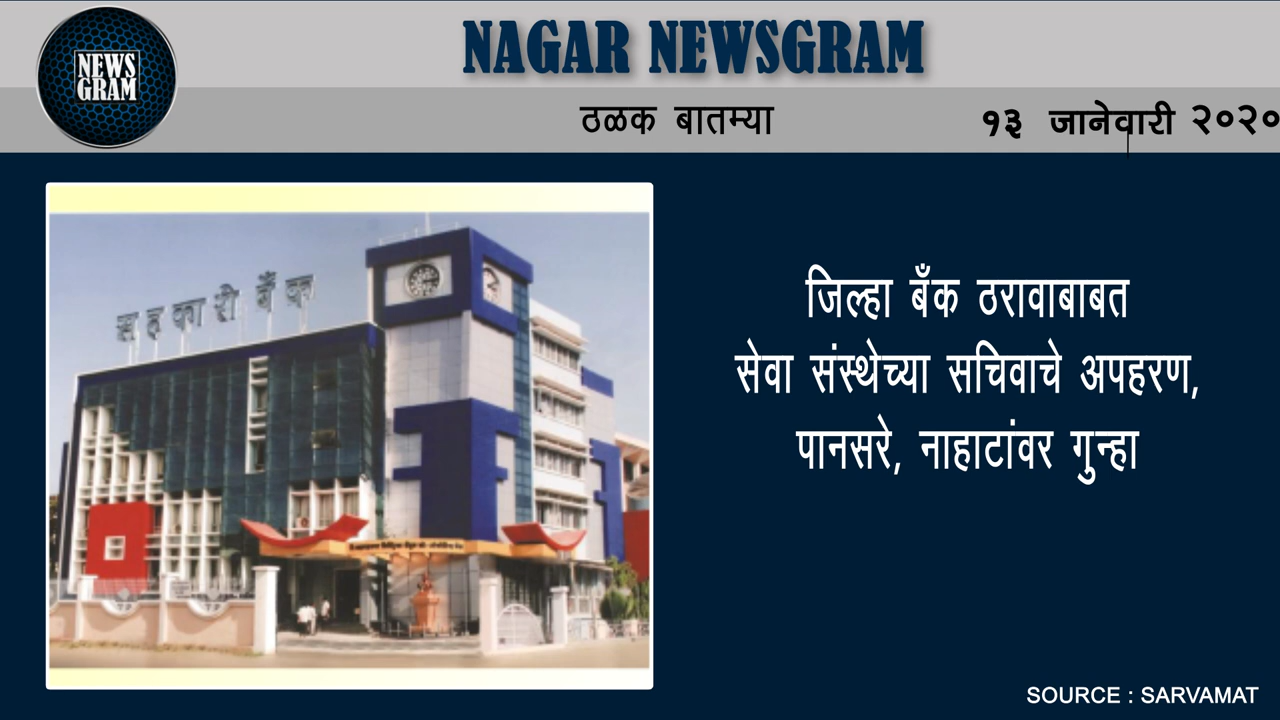 NEWS
GRAM
NAGAR NEWSGRAM
ठळक बातम्या
१३ जानेवारी २०२०
सहकारी बँक
जिल्हा बँक ठरावाबाबत
सेवा संस्थेच्या सचिवाचे अपहरण,
पानसरे, नाहाटांवर गुन्हा
SOURCE : SARVAMAT